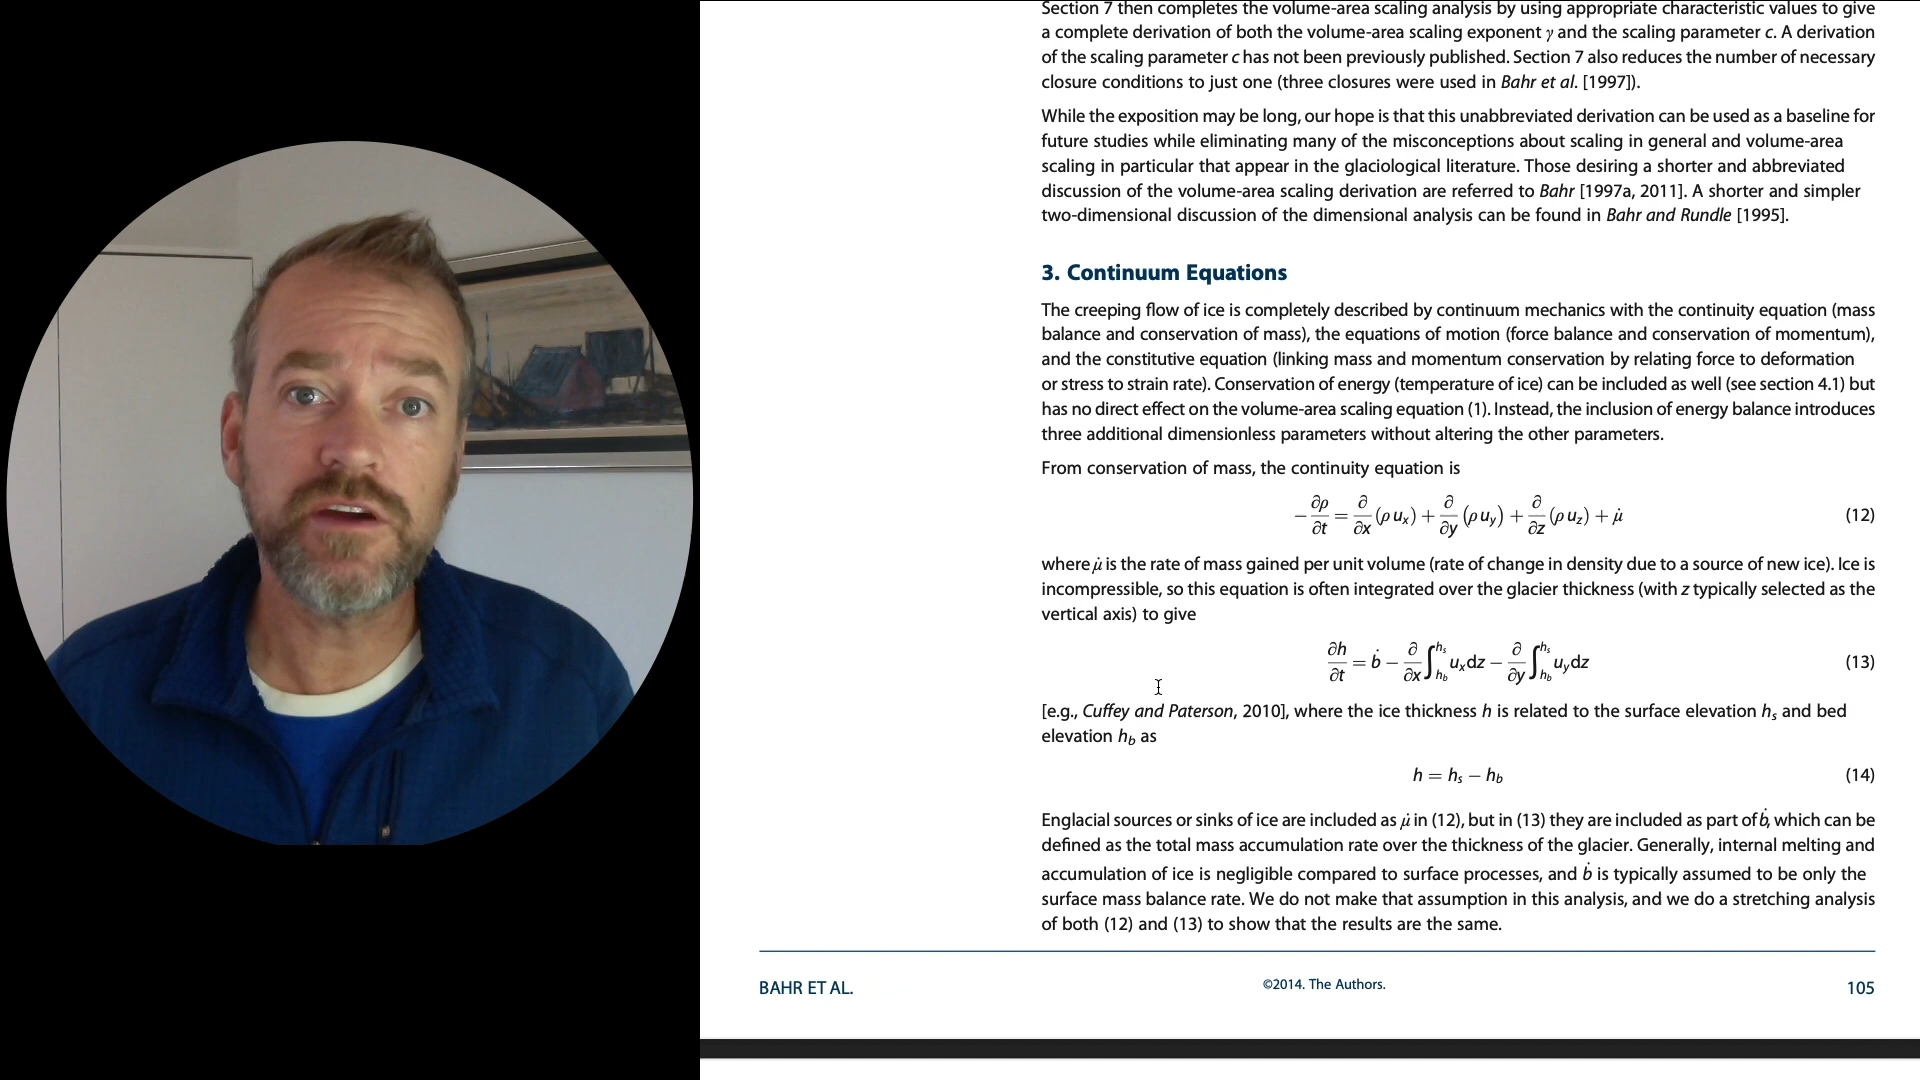 Section 7 then completes the volume-area scaling analysis by using appropriate characteristic values to give
a complete derivation of both the volume-area scaling exponent γ and the scaling parameter c. A derivation
of the scaling parameter c has not been previously published. Section 7 also reduces the number of necessary
closure conditions to just one (three closures were used in Bahr et al. [1997]).
While the exposition may be long, our hope is that this unabbreviated derivation can be used as a baseline for
future studies while eliminating many of the misconceptions about scaling in general and volume-area
scaling in particular that appear in the glaciological literature. Those desiring a shorter and abbreviated
discussion of the volume-area scaling derivation are referred to Bahr [1997a, 2011]. A shorter and simpler
two-dimensional discussion of the dimensional analysis can be found in Bahr and Rundle [1995].
3. Continuum Equations
The creeping flow of ice is completely described by continuum mechanics with the continuity equation (mass
balance and conservation of mass), the equations of motion (force balance and conservation of momentum),
and the constitutive equation (linking mass and momentum conservation by relating force to deformation
or stress to strain rate). Conservation of energy (temperature of ice) can be included as well (see section 4.1) but
has no direct effect on the volume-area scaling equation (1). Instead, the inclusion of energy balance introduces
three additional dimensionless parameters without altering the other parameters.
From conservation of mass, the continuity equation is
−∂ρ/∂t = ∂/∂x (ρ uₓ) + ∂/∂y (ρ u_y) + ∂/∂z (ρ u_z) + μ̇ (12)
where μ̇ is the rate of mass gained per unit volume (rate of change in density due to a source of new ice). Ice is
incompressible, so this equation is often integrated over the glacier thickness (with z typically selected as the
vertical axis) to give
∂h/∂t = ḃ − ∂/∂x ∫_{h_b}^{h_s} uₓdz − ∂/∂y ∫_{h_b}^{h_s} u_ydz (13)
[e.g., Cuffey and Paterson, 2010], where the ice thickness h is related to the surface elevation h_s and bed
elevation h_b as
h = h_s − h_b (14)
Englacial sources or sinks of ice are included as μ̇ in (12), but in (13) they are included as part of ḃ, which can be
defined as the total mass accumulation rate over the thickness of the glacier. Generally, internal melting and
accumulation of ice is negligible compared to surface processes, and ḃ is typically assumed to be only the
surface mass balance rate. We do not make that assumption in this analysis, and we do a stretching analysis
of both (12) and (13) to show that the results are the same.
BAHR ET AL.
©2014. The Authors.
105